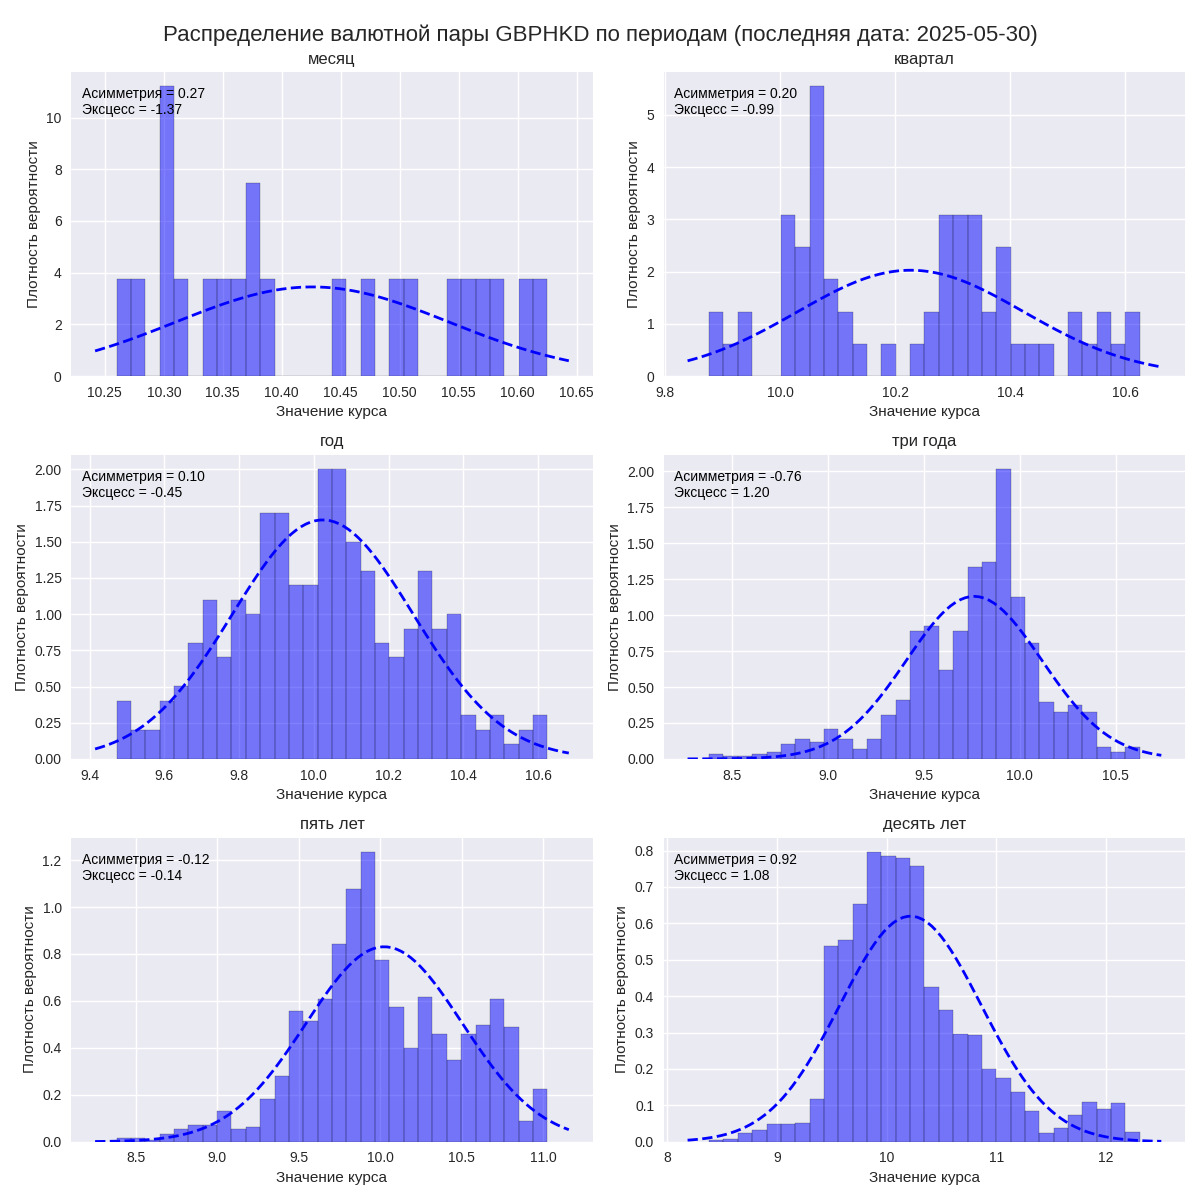 Распределение валютной пары GBPHKD по периодам (последняя дата: 2025-05-30)
месяц
Асимметрия = 0.27
Эксцесс = -1.37
Плотность вероятности
10
8
6
4
2
0
10.25 10.30 10.35 10.40 10.45 10.50 10.55 10.60 10.65
Значение курса
квартал
Асимметрия = 0.20
Эксцесс = -0.99
Плотность вероятности
5
4
3
2
1
0
9.8 10.0 10.2 10.4 10.6
Значение курса
год
Асимметрия = 0.10
Эксцесс = -0.45
Плотность вероятности
2.00
1.75
1.50
1.25
1.00
0.75
0.50
0.25
0.00
9.4 9.6 9.8 10.0 10.2 10.4 10.6
Значение курса
три года
Асимметрия = -0.76
Эксцесс = 1.20
Плотность вероятности
2.00
1.75
1.50
1.25
1.00
0.75
0.50
0.25
0.00
8.5 9.0 9.5 10.0 10.5
Значение курса
пять лет
Асимметрия = -0.12
Эксцесс = -0.14
Плотность вероятности
1.2
1.0
0.8
0.6
0.4
0.2
0.0
8.5 9.0 9.5 10.0 10.5 11.0
Значение курса
десять лет
Асимметрия = 0.92
Эксцесс = 1.08
Плотность вероятности
0.8
0.7
0.6
0.5
0.4
0.3
0.2
0.1
0.0
8 9 10 11 12
Значение курса